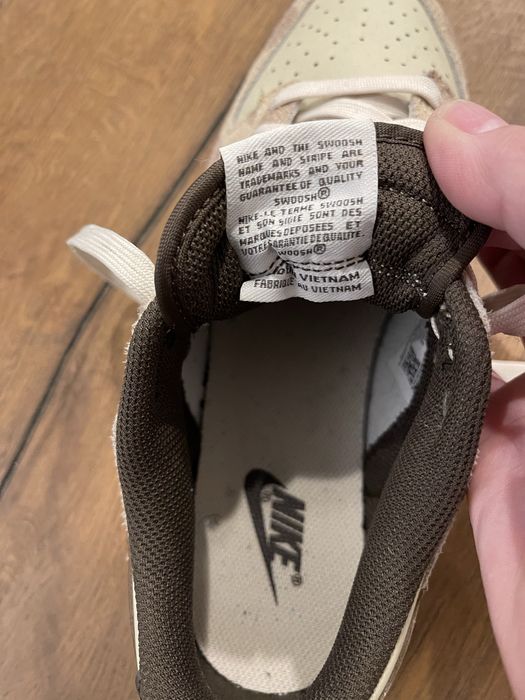 NIKE AND THE SWOOSH
NAME AND STRIPE ARE
TRADEMARKS AND YOUR
GUARANTEE OF QUALITY
SWOOSH®
NIKE-LE TERME SWOOSH
ET SON SIGLE SONT DES
MARQUES DEPOSEES ET
VOTRE GARANTIE DE QUALITE.
SWOOSH®
IN VIETNAM
FABRIQUE AU VIETNAM
NIKE®